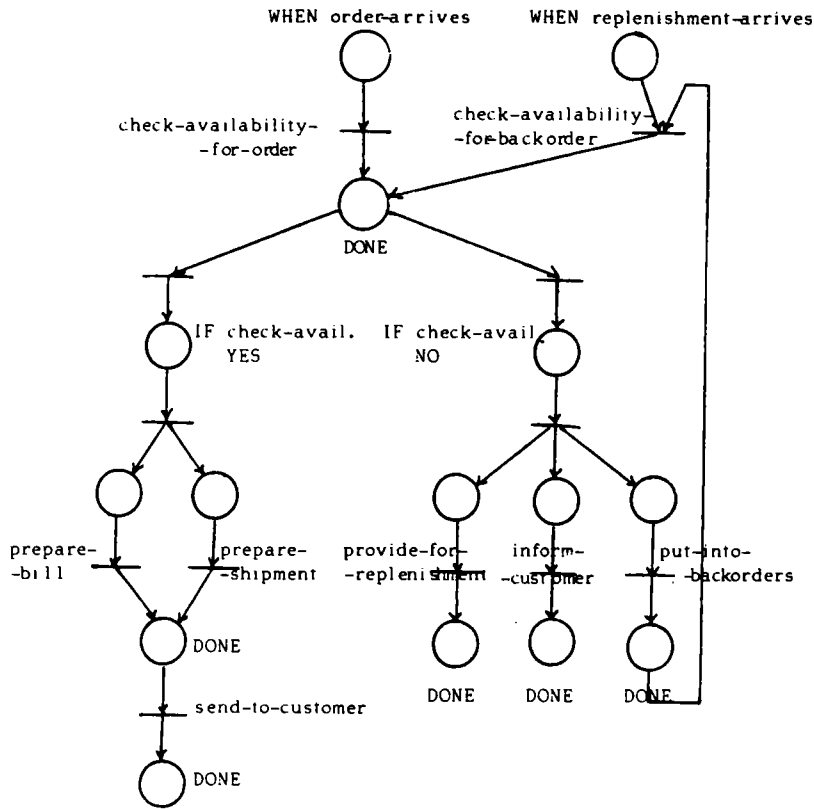 WHEN order-arrives
WHEN replenishment-arrives
check-availability-
-for-order
check-availability-
-for-backorder
DONE
IF check-avail.
YES
IF check-avail.
NO
prepare-
-bill
prepare-
-shipment
provide-for-
-replenishment
inform-
-customer
put-into-
-backorders
DONE
DONE
DONE
DONE
send-to-customer
DONE